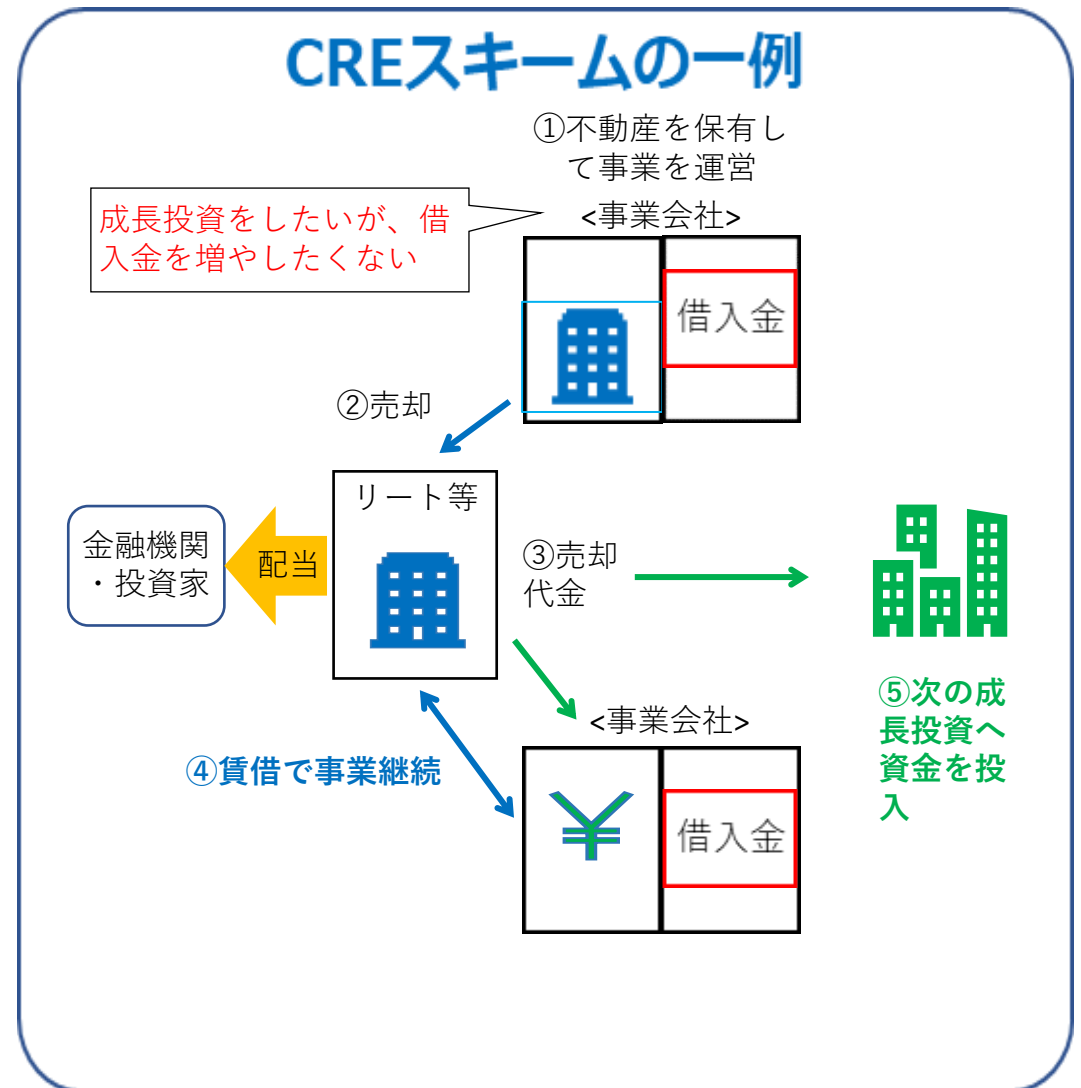 CREスキームの一例
①不動産を保有し
て事業を運営
<事業会社>
成長投資をしたいが、借
入金を増やしたくない
借入金
②売却
リート等
金融機関
・投資家
配当
③売却
代金
<事業会社>
④賃借で事業継続
¥
借入金
⑤次の成
長投資へ
資金を投
入